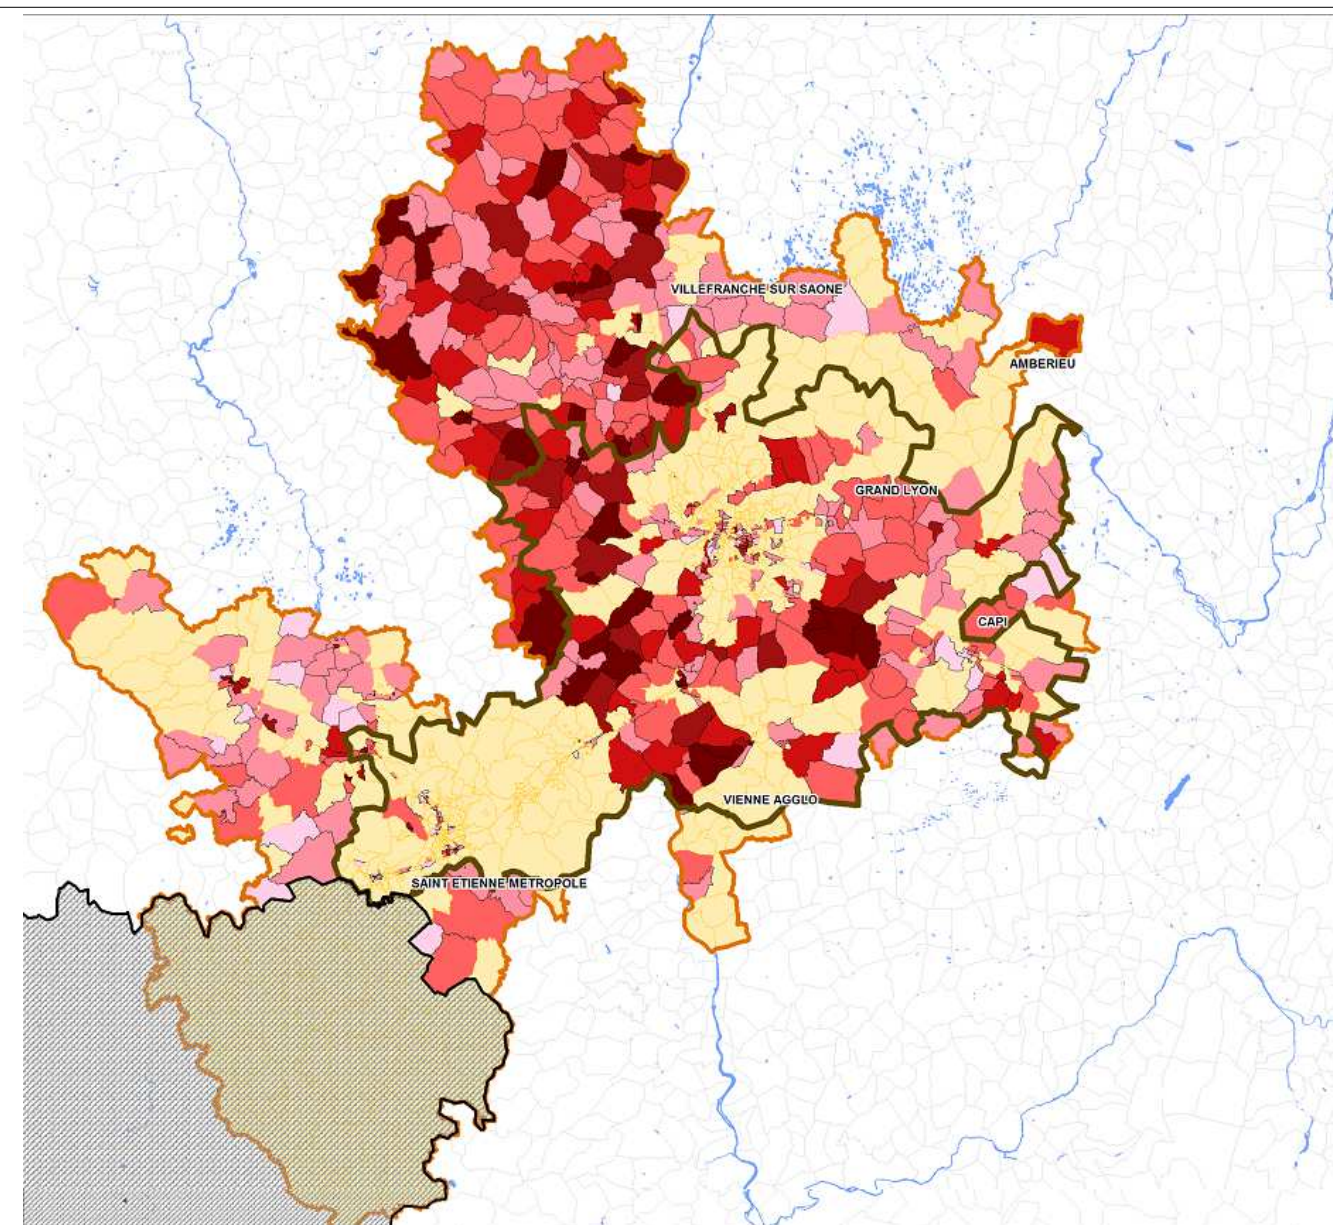 VILLEFRANCHE SUR SAONE
AMBERIEU
GRAND LYON
CAPI
VIENNE AGGLO
SAINT ETIENNE METROPOLE